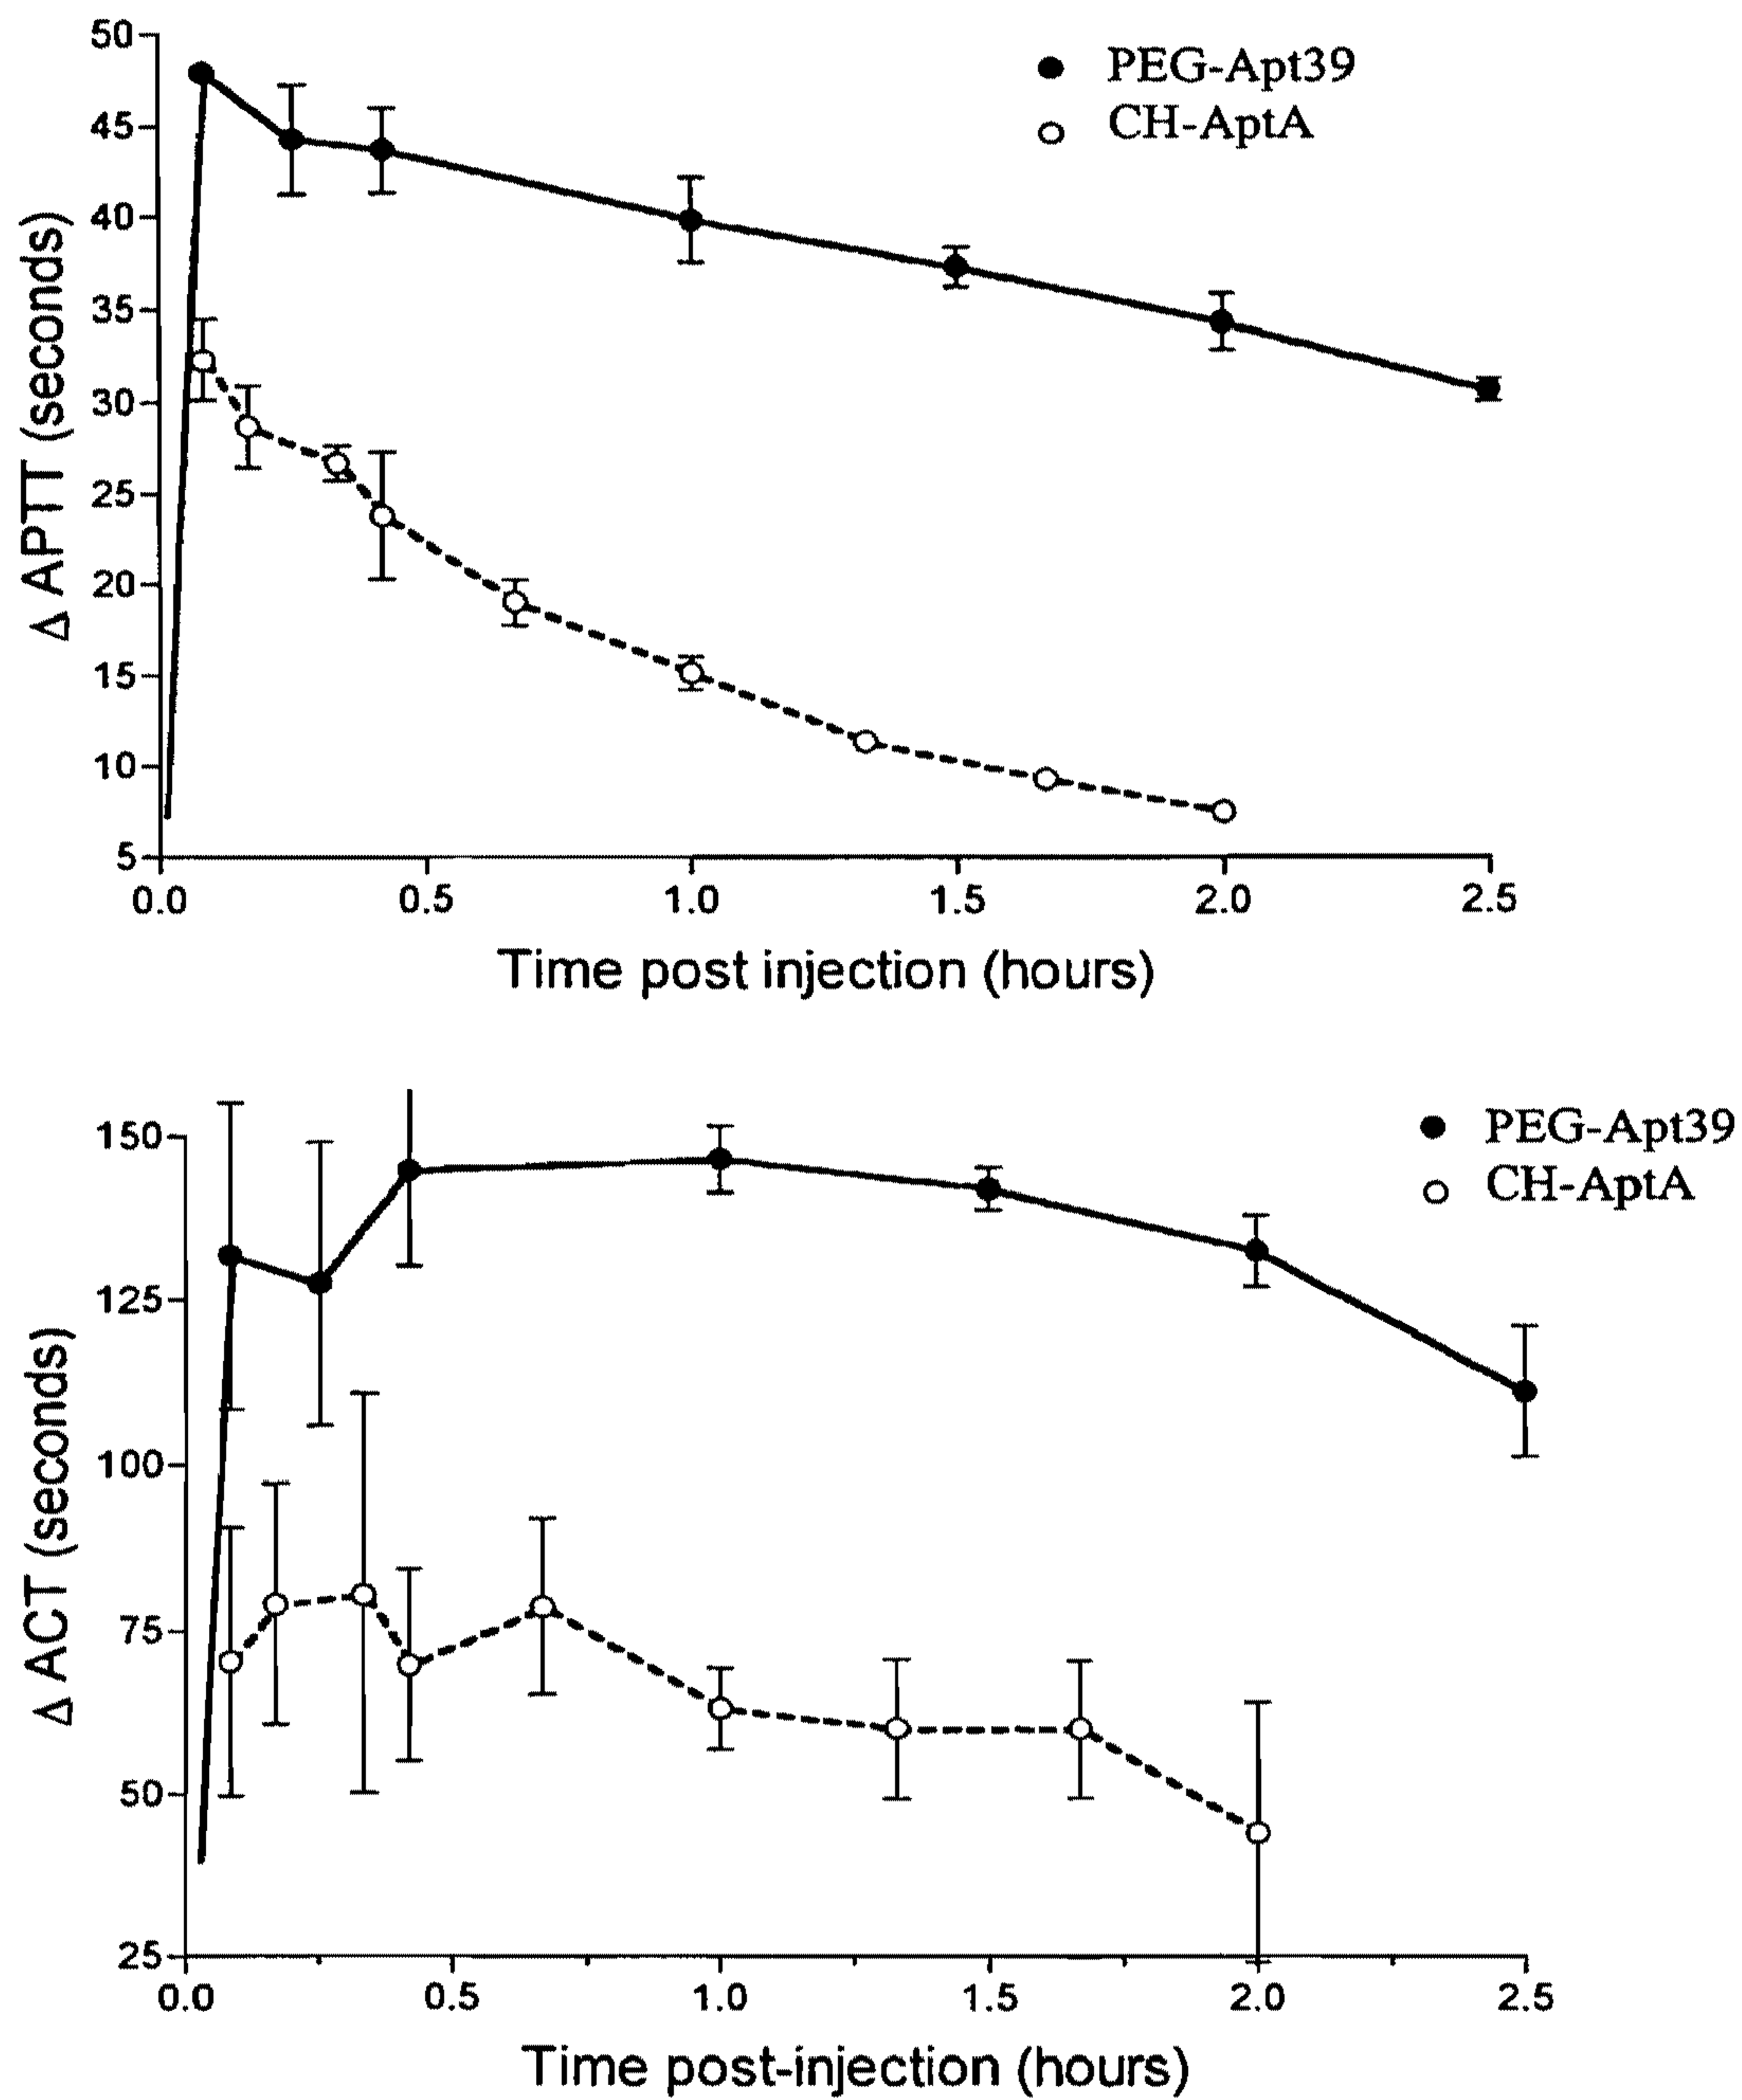 50
PEG-Apt39
CH-AptA
45
40
35
30
25
20
15
10
5
Δ APTT (seconds)
0.0 0.5 1.0 1.5 2.0 2.5
Time post injection (hours)
PEG-Apt39
CH-AptA
150
125
100
75
50
25
Δ ACT (seconds)
0.0 0.5 1.0 1.5 2.0 2.5
Time post-injection (hours)